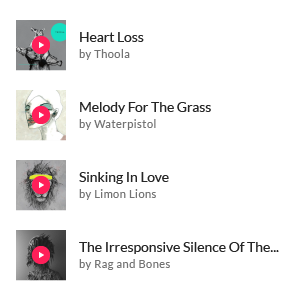 Heart Loss
by Thoola
Melody For The Grass
by Waterpistol
Sinking In Love
by Limon Lions
The Irresponsive Silence Of The...
by Rag and Bones